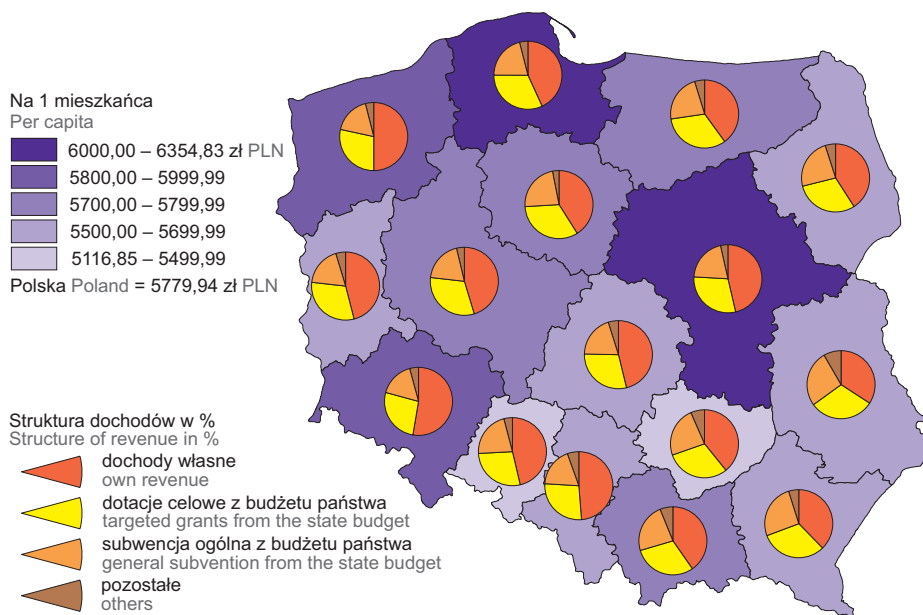 Na 1 mieszkańca
Per capita
6000,00 – 6354,83 zł PLN
5800,00 – 5999,99
5700,00 – 5799,99
5500,00 – 5699,99
5116,85 – 5499,99
Polska Poland = 5779,94 zł PLN
Struktura dochodów w %
Structure of revenue in %
dochody własne
own revenue
dotacje celowe z budżetu państwa
targeted grants from the state budget
subwencja ogólna z budżetu państwa
general subvention from the state budget
pozostałe
others